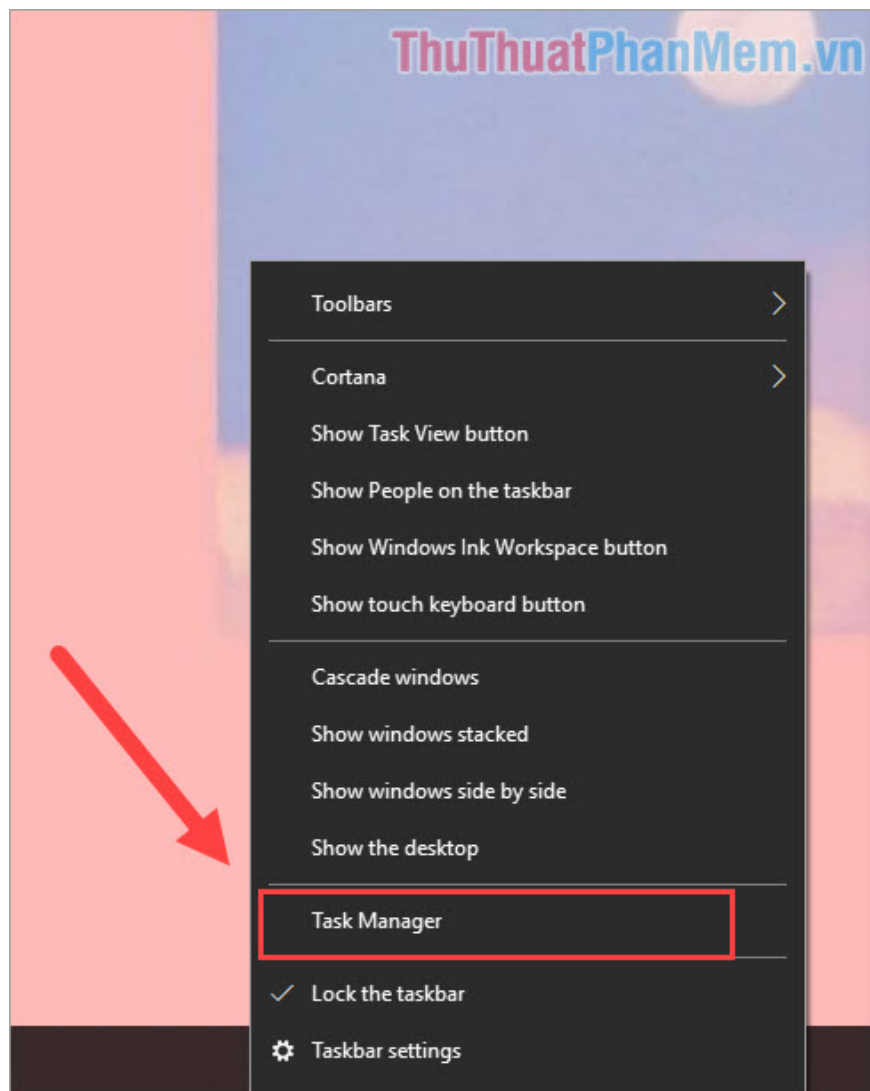 ThuThuatPhanMem.vn
Toolbars
Cortana
Show Task View button
Show People on the taskbar
Show Windows Ink Workspace button
Show touch keyboard button
Cascade windows
Show windows stacked
Show windows side by side
Show the desktop
Task Manager
Lock the taskbar
Taskbar settings